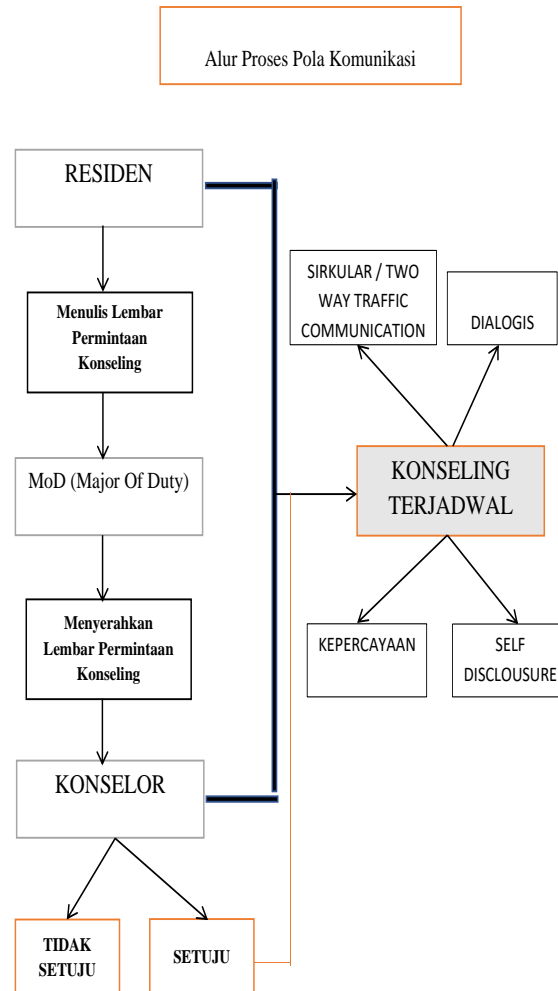 Alur Proses Pola Komunikasi
RESIDEN
Menulis Lembar
Permintaan
Konseling
MoD (Major Of Duty)
Menyerahkan
Lembar Permintaan
Konseling
KONSELOR
TIDAK
SETUJU
SETUJU
SIRKULAR / TWO
WAY TRAFFIC
COMMUNICATION
DIALOGIS
KONSELING
TERJADWAL
KEPERCAYAAN
SELF
DISCLOUSURE